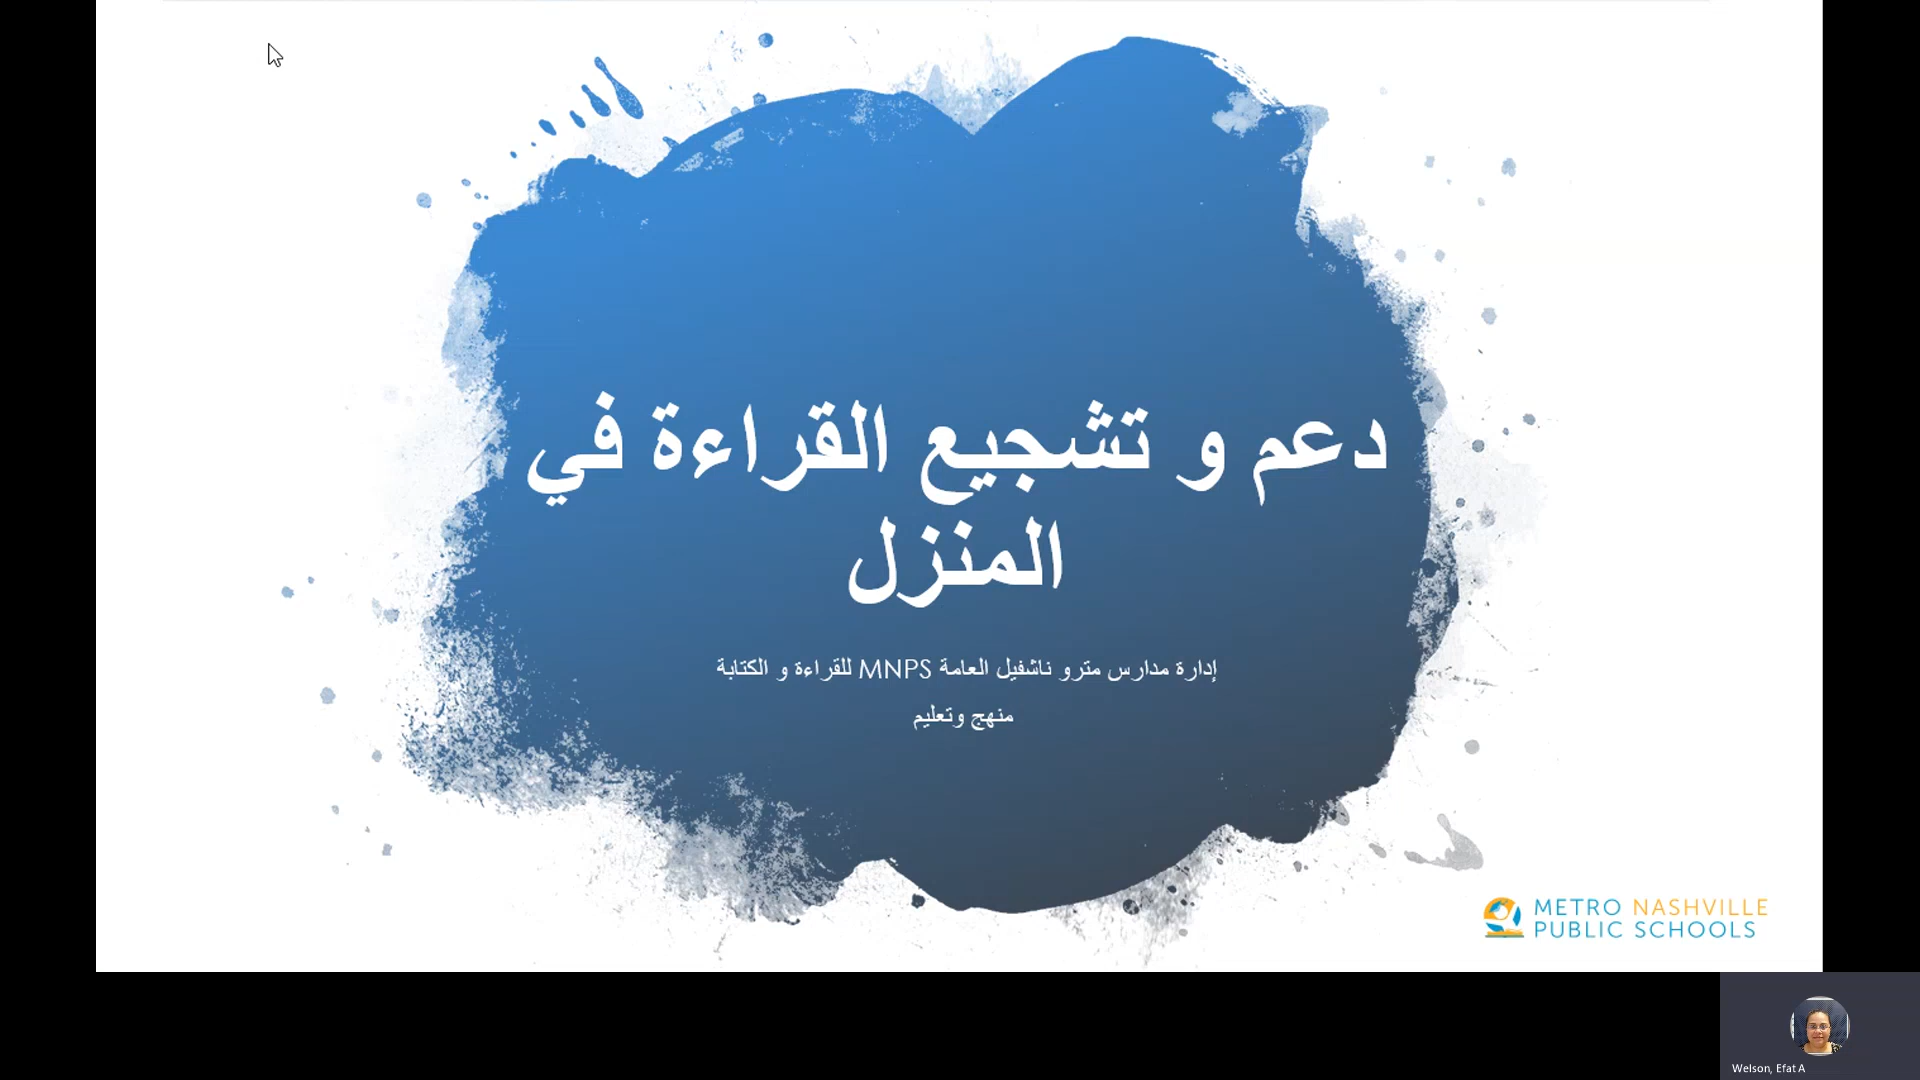 دعم و تشجيع القراءة في
المنزل
إدارة مدارس مترو ناشفيل العامة MNPS للقراءة و الكتابة
منهج وتعليم
METRO NASHVILLE
PUBLIC SCHOOLS
Welson, Efat A